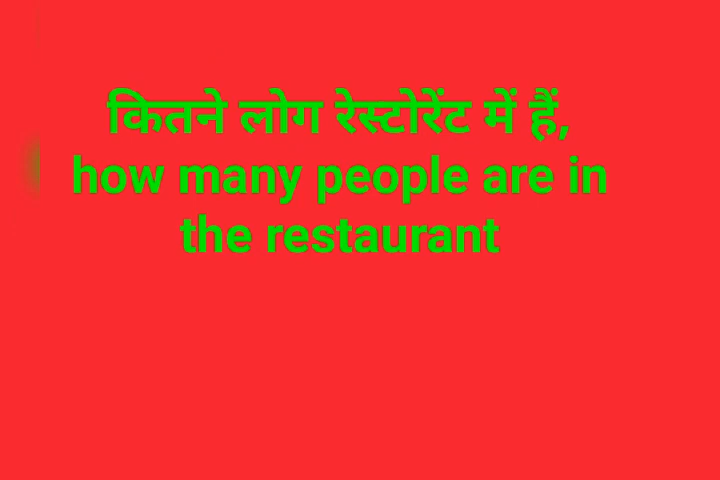 कितने लोग रेस्टोरेंट में हैं,
how many people are in
the restaurant